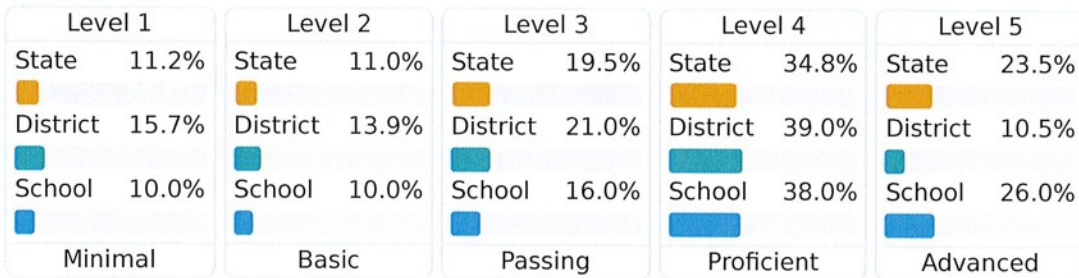 Level 1
State 11.2%
District 15.7%
School 10.0%
Minimal
Level 2
State 11.0%
District 13.9%
School 10.0%
Basic
Level 3
State 19.5%
District 21.0%
School 16.0%
Passing
Level 4
State 34.8%
District 39.0%
School 38.0%
Proficient
Level 5
State 23.5%
District 10.5%
School 26.0%
Advanced